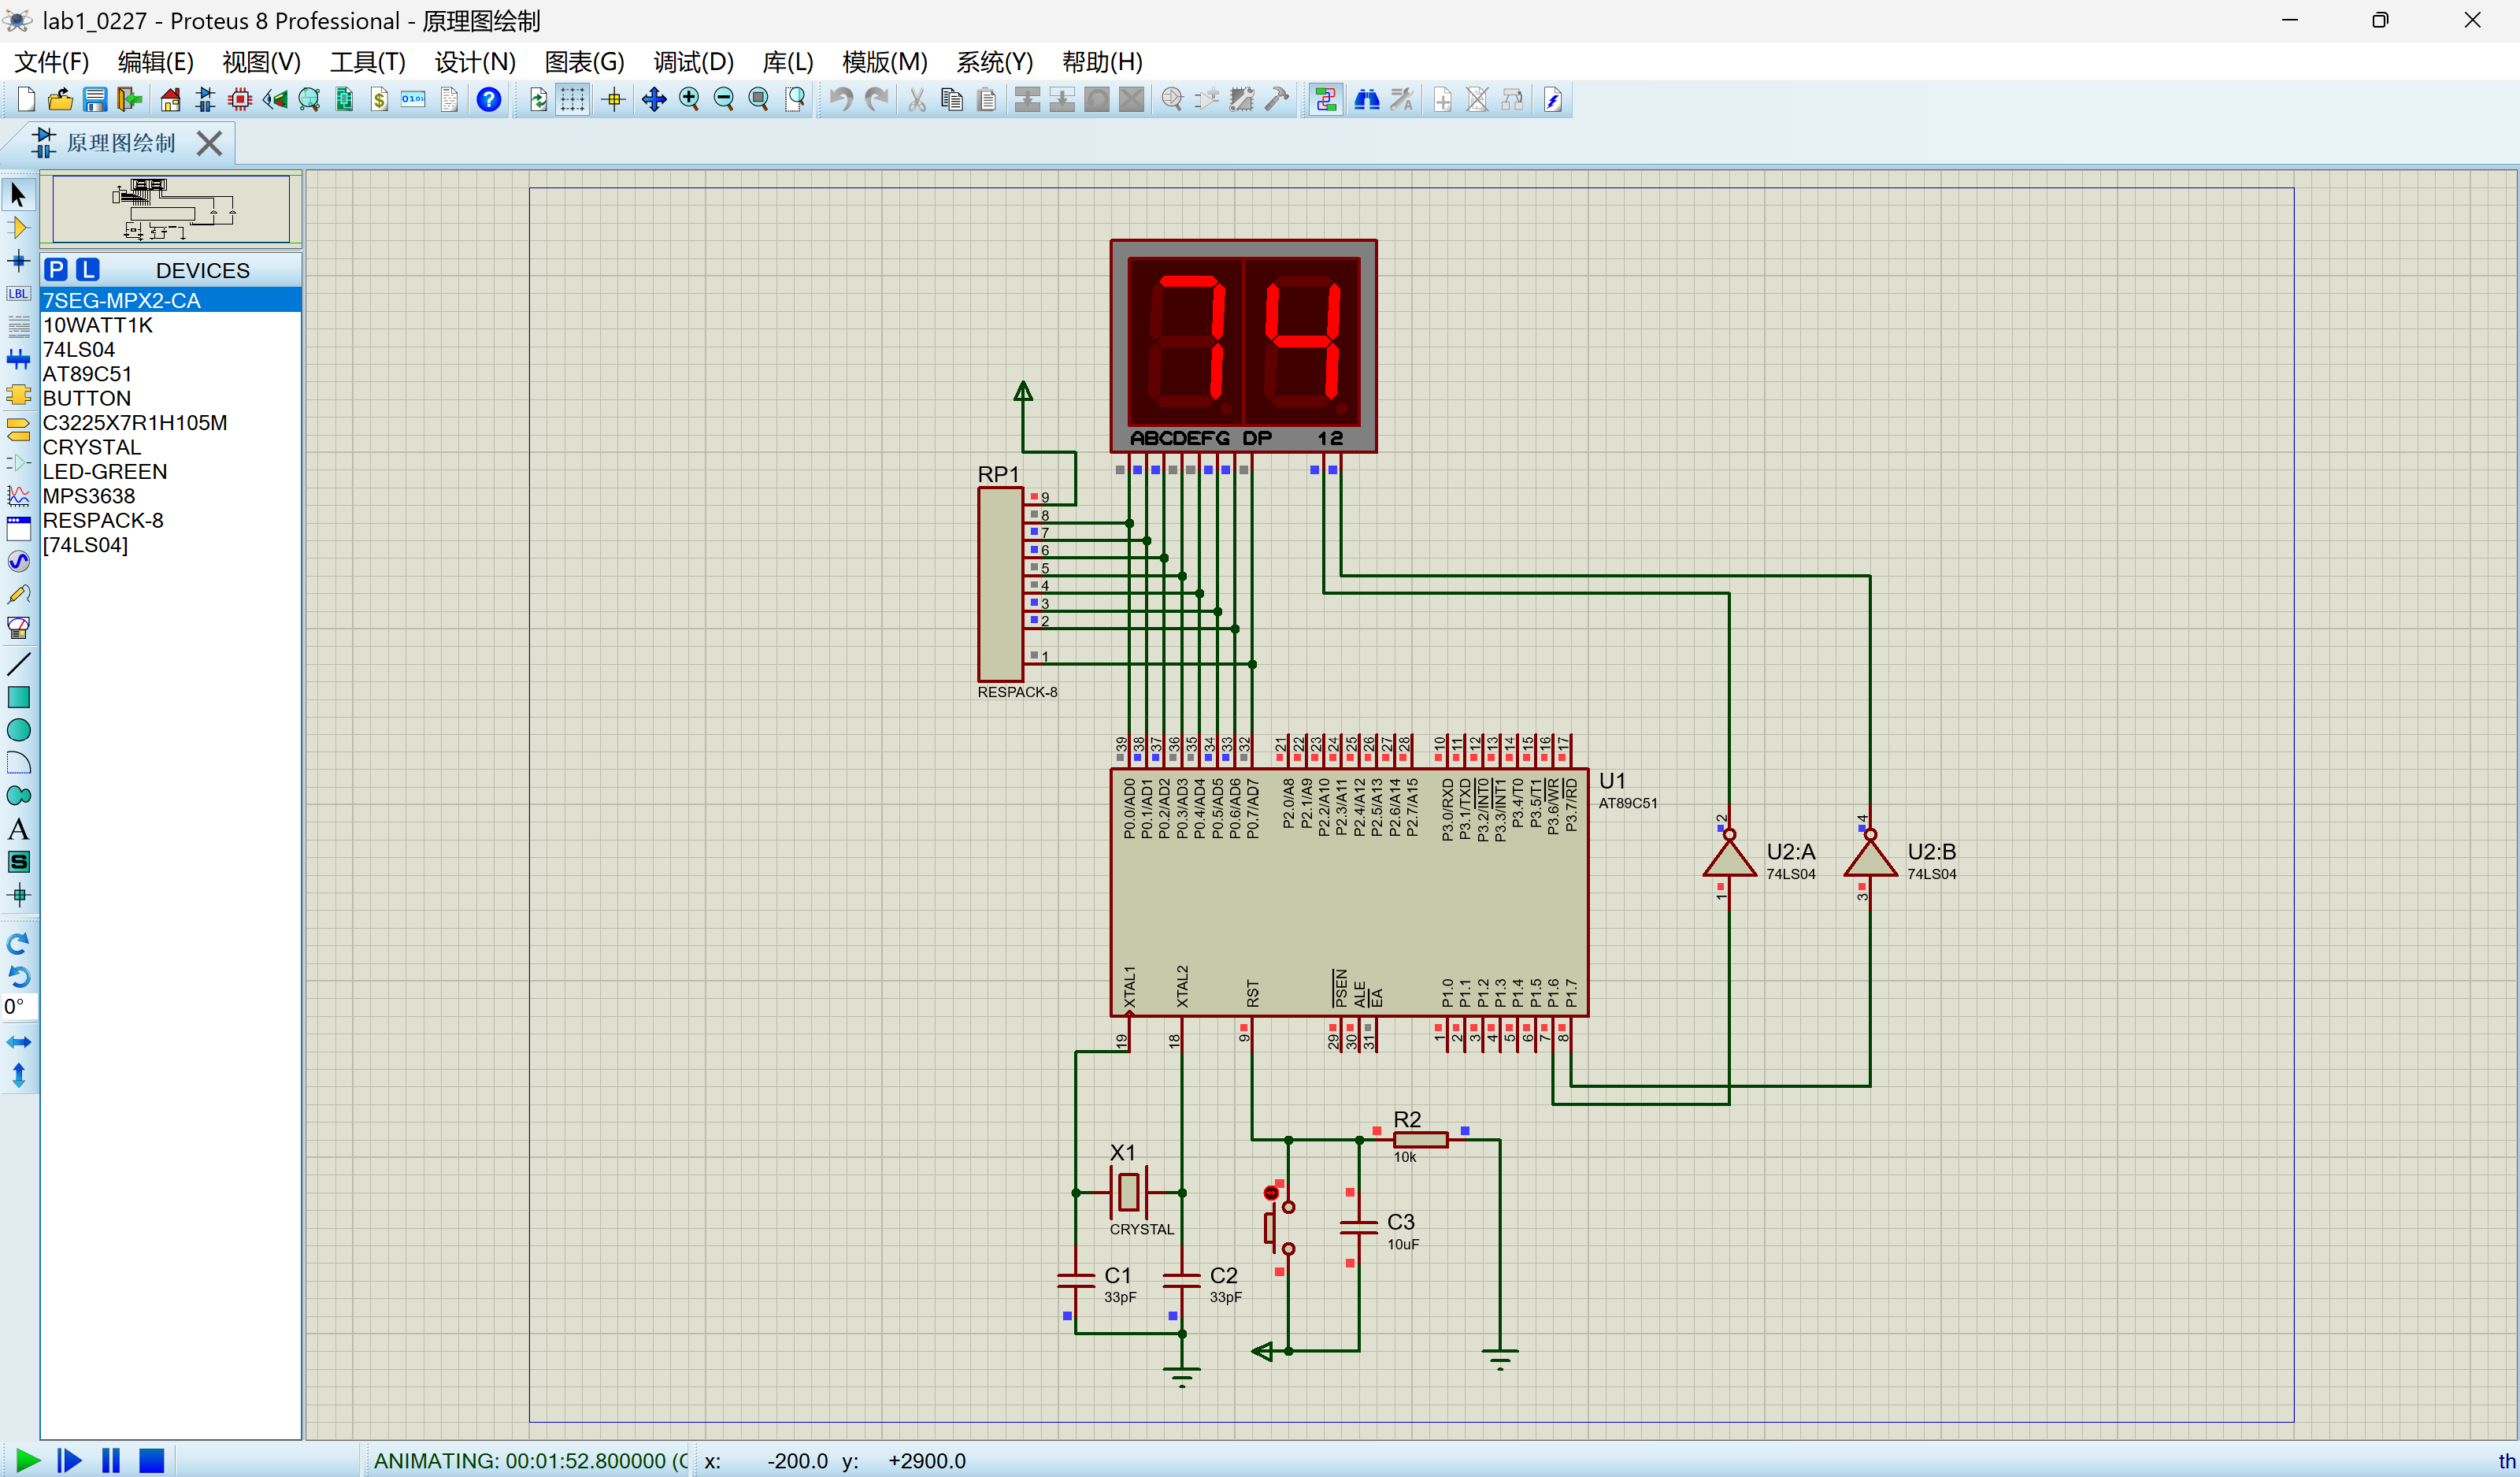 lab1_0227 - Proteus 8 Professional - 原理图绘制
文件(F) 编辑(E) 视图(V) 工具(T) 设计(N) 图表(G) 调试(D) 库(L) 模版(M) 系统(Y) 帮助(H)
原理图绘制
P L DEVICES
7SEG-MPX2-CA
10WATT1K
74LS04
AT89C51
BUTTON
C3225X7R1H105M
CRYSTAL
LED-GREEN
MPS3638
RESPACK-8
[74LS04]
LBL
A
S
0°
74
ABCDEFG DP 12
RP1
9
8
7
6
5
4
3
2
1
RESPACK-8
39 38 37 36 35 34 33 32 21 22 23 24 25 26 27 28 10 11 12 13 14 15 16 17
P0.0/AD0
P0.1/AD1
P0.2/AD2
P0.3/AD3
P0.4/AD4
P0.5/AD5
P0.6/AD6
P0.7/AD7
P2.0/A8
P2.1/A9
P2.2/A10
P2.3/A11
P2.4/A12
P2.5/A13
P2.6/A14
P2.7/A15
P3.0/RXD
P3.1/TXD
P3.2/INT0
P3.3/INT1
P3.4/T0
P3.5/T1
P3.6/WR
P3.7/RD
U1
AT89C51
2
U2:A
74LS04
1
4
U2:B
74LS04
3
XTAL1
XTAL2
RST
PSEN
ALE
EA
P1.0
P1.1
P1.2
P1.3
P1.4
P1.5
P1.6
P1.7
19 18 9 29 30 31 1 2 3 4 5 6 7 8
R2
10k
X1
CRYSTAL
C3
10uF
C1
33pF
C2
33pF
ANIMATING: 00:01:52.800000 (C x: -200.0 y: +2900.0 th